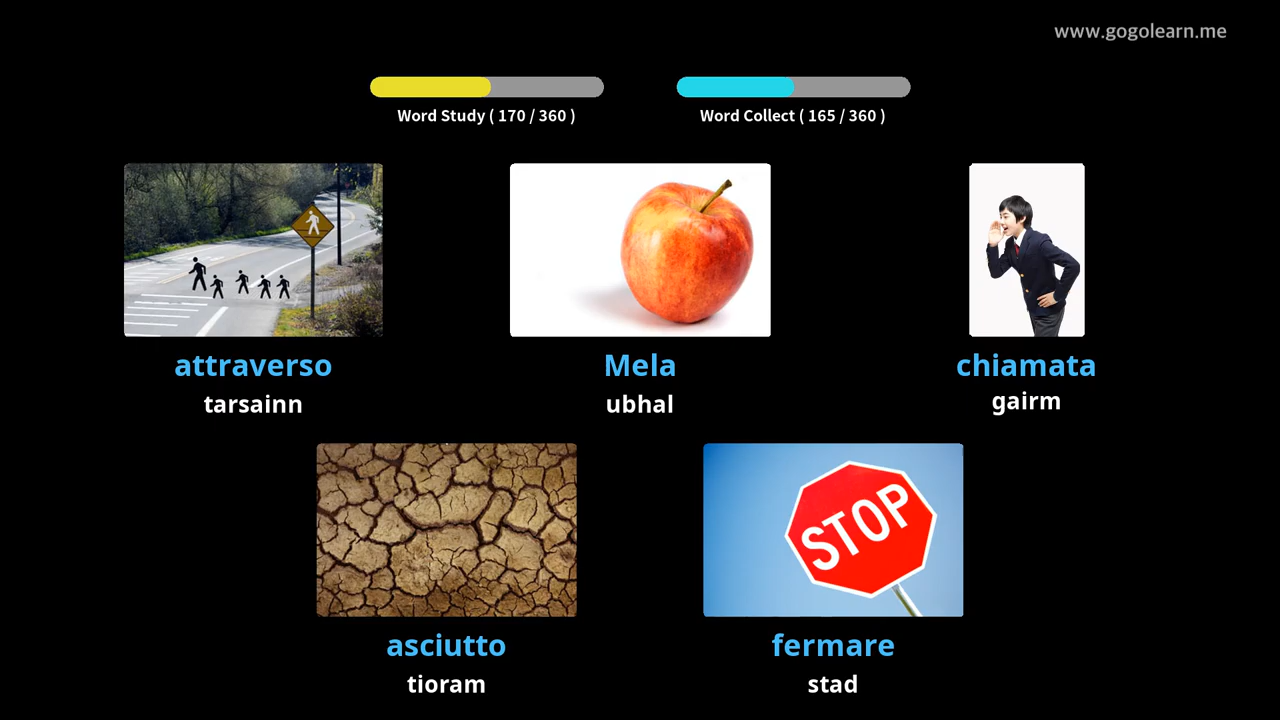 www.gogolearn.me
Word Study ( 170 / 360 )
Word Collect ( 165 / 360 )
attraverso
tarsainn
Mela
ubhal
chiamata
gairm
STOP
asciutto
tioram
fermare
stad